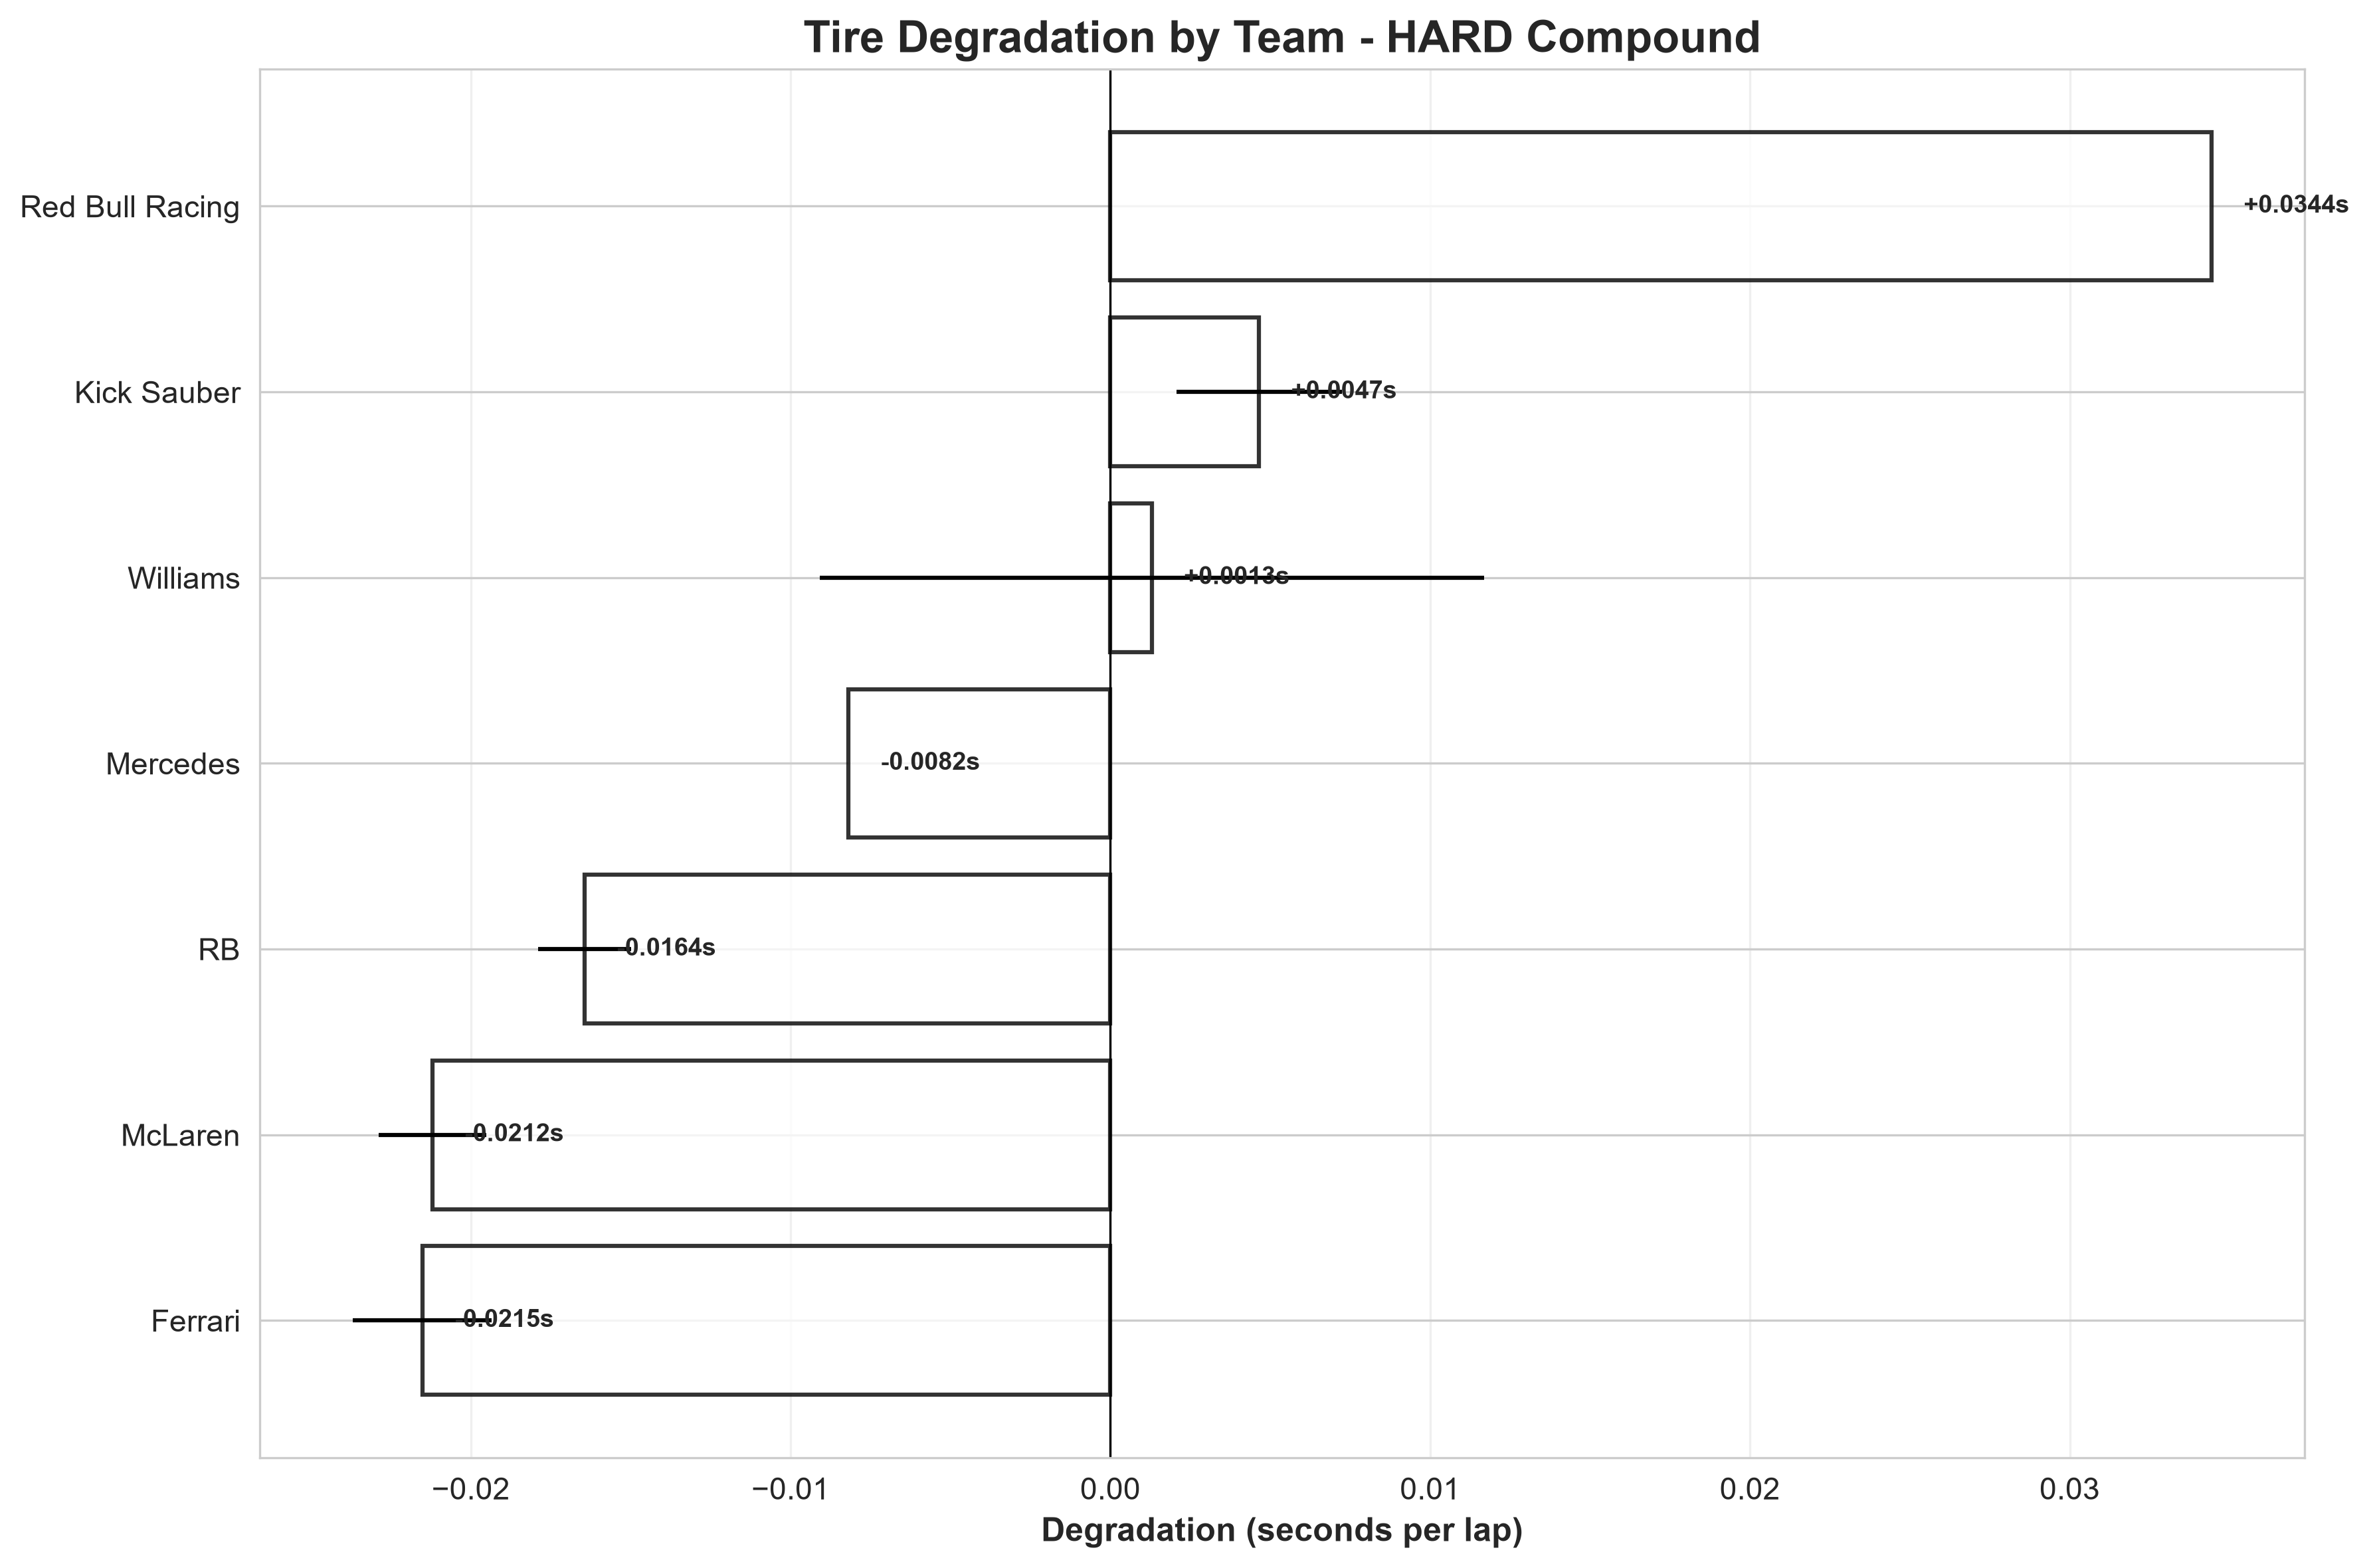 Tire Degradation by Team - HARD Compound
Red Bull Racing
+0.0344s
Kick Sauber
+0.0047s
Williams
+0.0013s
Mercedes
-0.0082s
RB
-0.0164s
McLaren
-0.0212s
Ferrari
-0.0215s
−0.02 −0.01 0.00 0.01 0.02 0.03
Degradation (seconds per lap)